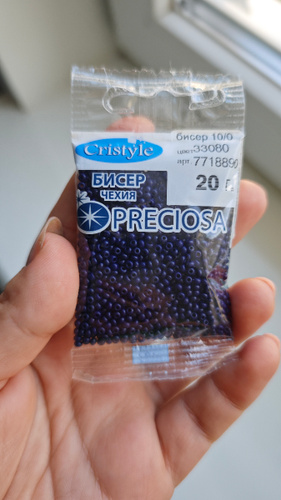 Cristyle
бисер 10/0
цвет 33080
арт. 7718890
20 г
БИСЕР
ЧЕХИЯ
PRECIOSA